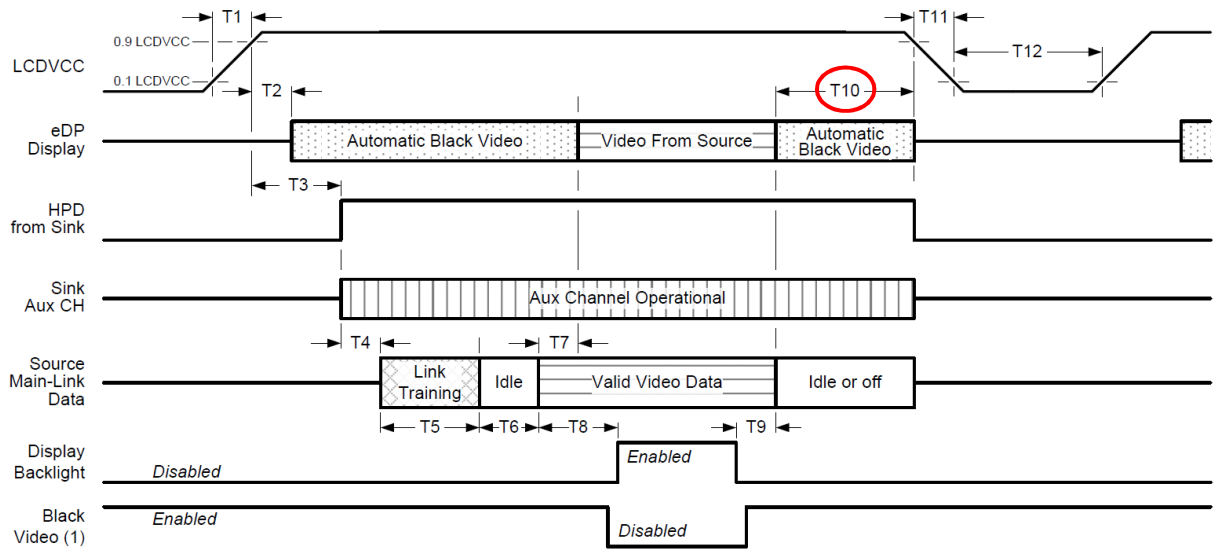 T1
T11
0.9 LCDVCC
LCDVCC
T12
0.1 LCDVCC
T2
T10
eDP
Display
Automatic Black Video
Video From Source
Automatic
Black Video
T3
HPD
from Sink
Sink
Aux CH
Aux Channel Operational
T4
T7
Source
Main-Link
Data
Link
Training
Idle
Valid Video Data
Idle or off
T5
T6
T8
T9
Display
Backlight
Disabled
Enabled
Black
Video (1)
Enabled
Disabled